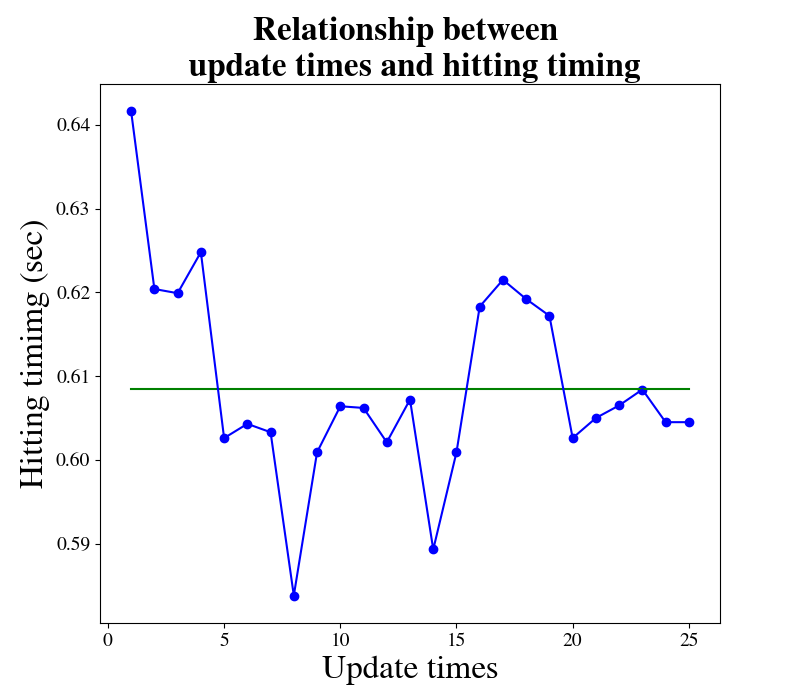 Relationship between
update times and hitting timing
0.64
0.63
0.62
0.61
0.60
0.59
Hitting timimg (sec)
0 5 10 15 20 25
Update times